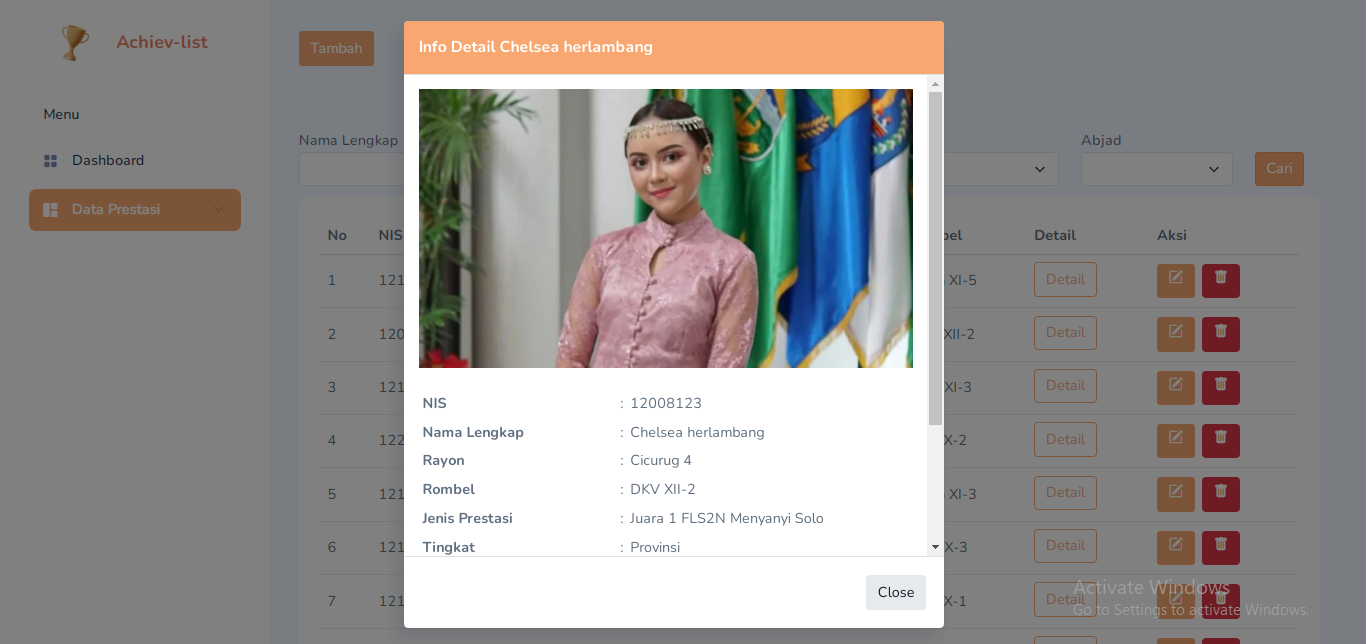 Achiev-list
Menu
Dashboard
Data Prestasi
Tambah
Nama Lengkap
Abjad
Cari
Info Detail Chelsea herlambang
NIS : 12008123
Nama Lengkap : Chelsea herlambang
Rayon : Cicurug 4
Rombel : DKV XII-2
Jenis Prestasi : Juara 1 FLS2N Menyanyi Solo
Tingkat : Provinsi
Close
No NIS Detail Aksi
1 121 XI-5 Detail
2 120 XII-2 Detail
3 121 XI-3 Detail
4 122 X-2 Detail
5 121 XI-3 Detail
6 121 X-3 Detail
7 121 X-1 Detail
Activate Windows
Go to Settings to activate Windows.